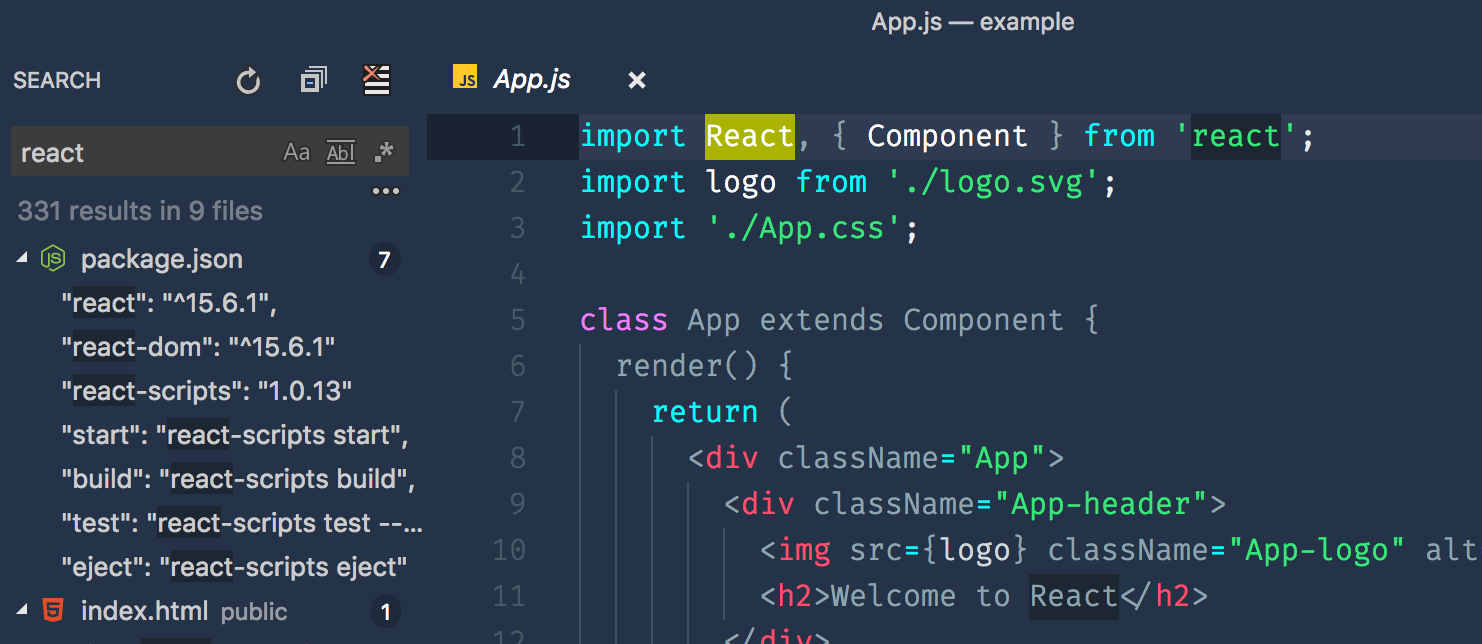 App.js — example
SEARCH
react
Aa Ab| .*
...
331 results in 9 files
package.json 7
"react": "^15.6.1",
"react-dom": "^15.6.1"
"react-scripts": "1.0.13"
"start": "react-scripts start",
"build": "react-scripts build",
"test": "react-scripts test --...
"eject": "react-scripts eject"
index.html public 1
JS App.js ×
1 import React, { Component } from 'react';
2 import logo from './logo.svg';
3 import './App.css';
4
5 class App extends Component {
6 render() {
7 return (
8 <div className="App">
9 <div className="App-header">
10 <img src={logo} className="App-logo" alt
11 <h2>Welcome to React</h2>
12 </div>